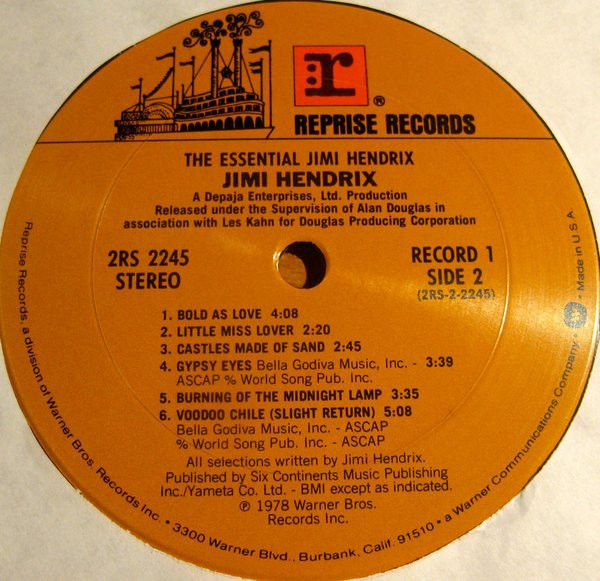 r
®
REPRISE RECORDS
THE ESSENTIAL JIMI HENDRIX
JIMI HENDRIX
A Depaja Enterprises, Ltd. Production
Released under the Supervision of Alan Douglas in
association with Les Kahn for Douglas Producing Corporation
2RS 2245
STEREO
RECORD 1
SIDE 2
(2RS-2-2245)
1. BOLD AS LOVE 4:08
2. LITTLE MISS LOVER 2:20
3. CASTLES MADE OF SAND 2:45
4. GYPSY EYES Bella Godiva Music, Inc. - 3:39
ASCAP % World Song Pub. Inc.
5. BURNING OF THE MIDNIGHT LAMP 3:35
6. VOODOO CHILE (SLIGHT RETURN) 5:08
Bella Godiva Music, Inc. - ASCAP
% World Song Pub. Inc. - ASCAP
All selections written by Jimi Hendrix.
Published by Six Continents Music Publishing
Inc./Yameta Co. Ltd. - BMI except as indicated.
℗ 1978 Warner Bros.
Records Inc.
Reprise Records, a division of Warner Bros. Records Inc. • 3300 Warner Blvd., Burbank, Calif. 91510 • a Warner Communications Company • Made in U.S.A.